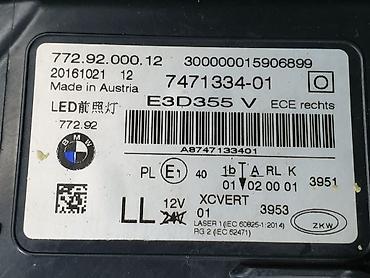 772.92.000.12 300000015906899
20161021 12 7471334-01
Made in Austria
LED前照灯 E3D355 V ECE rechts
772.92
BMW
A8747133401
PL E1 40 1b A RL K
01 02 00 01 3951
LL 12V XCVERT
24V 01 3953
LASER 1 (IEC 60825-1:2014)
RG 2 (IEC 62471)
ZKW